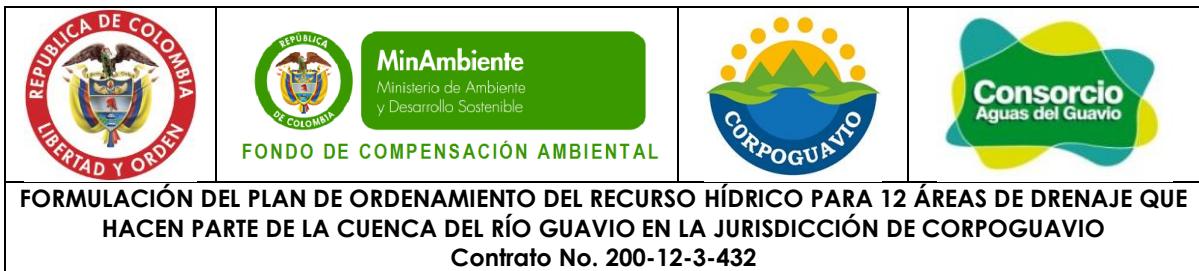 REPUBLICA DE COLOMBIA
LIBERTAD Y ORDEN
REPÚBLICA
DE COLOMBIA
MinAmbiente
Ministerio de Ambiente
y Desarrollo Sostenible
FONDO DE COMPENSACIÓN AMBIENTAL
CORPOGUAVIO
Consorcio
Aguas del Guavio
FORMULACIÓN DEL PLAN DE ORDENAMIENTO DEL RECURSO HÍDRICO PARA 12 ÁREAS DE DRENAJE QUE
HACEN PARTE DE LA CUENCA DEL RÍO GUAVIO EN LA JURISDICCIÓN DE CORPOGUAVIO
Contrato No. 200-12-3-432